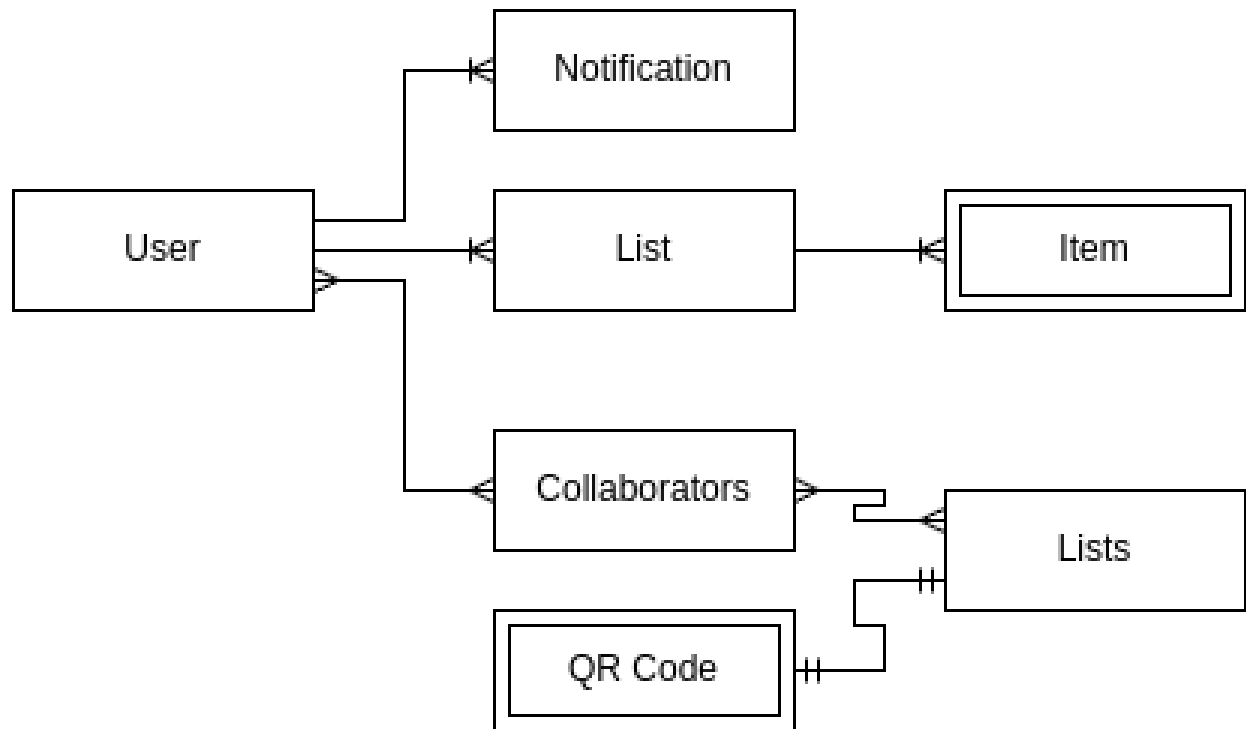 Notification
User
List
Item
Collaborators
Lists
QR Code